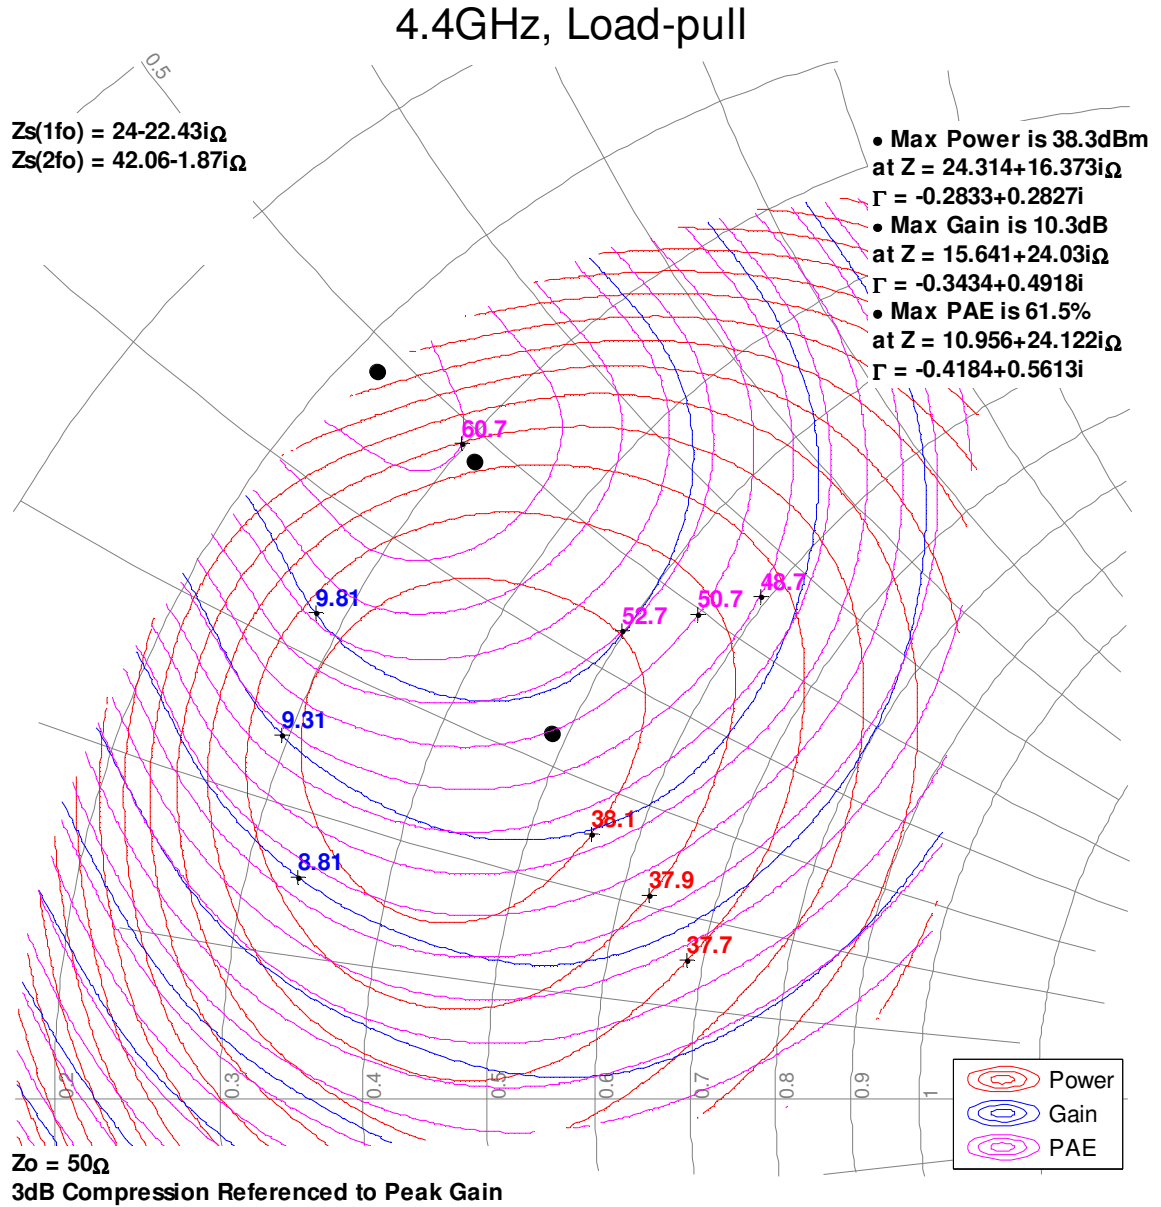 4.4GHz, Load-pull
0.5
Zs(1fo) = 24-22.43iΩ
Zs(2fo) = 42.06-1.87iΩ
● Max Power is 38.3dBm
at Z = 24.314+16.373iΩ
Γ = -0.2833+0.2827i
● Max Gain is 10.3dB
at Z = 15.641+24.03iΩ
Γ = -0.3434+0.4918i
● Max PAE is 61.5%
at Z = 10.956+24.122iΩ
Γ = -0.4184+0.5613i
60.7
48.7
9.81
50.7
52.7
9.31
38.1
8.81
37.9
37.7
0.2
0.3
0.4
0.5
0.6
0.7
0.8
0.9
1
Power
Gain
PAE
Zo = 50Ω
3dB Compression Referenced to Peak Gain